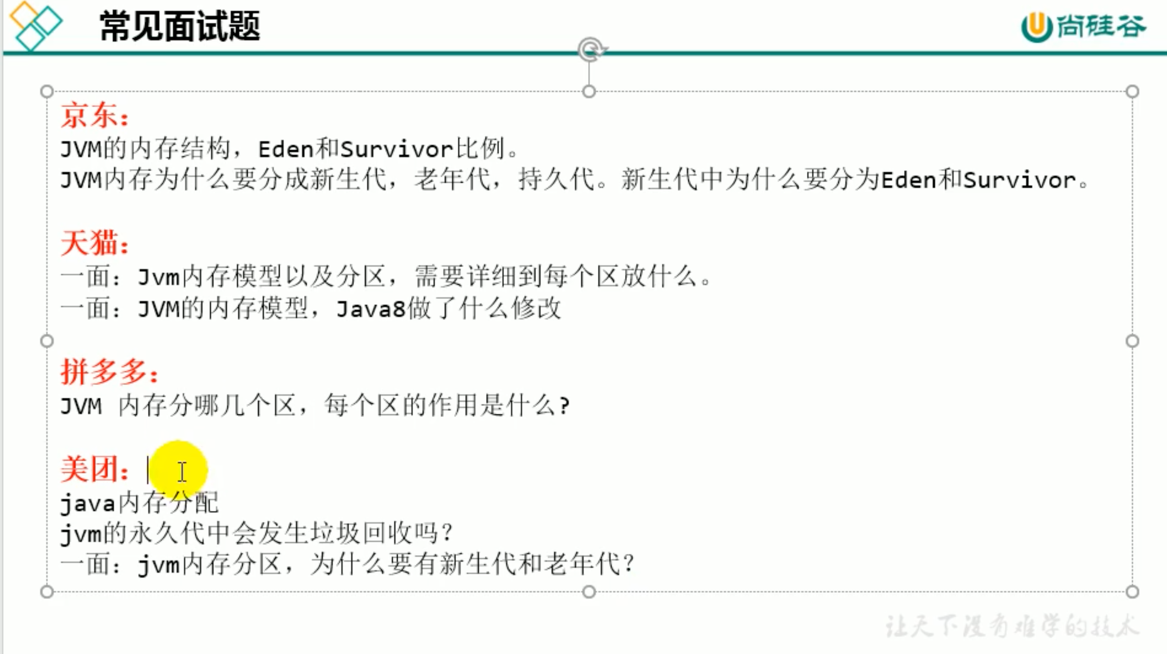 常见面试题
尚硅谷
京东：
JVM的内存结构，Eden和Survivor比例。
JVM内存为什么要分成新生代，老年代，持久代。新生代中为什么要分为Eden和Survivor。
天猫：
一面：Jvm内存模型以及分区，需要详细到每个区放什么。
一面：JVM的内存模型，Java8做了什么修改
拼多多：
JVM 内存分哪几个区，每个区的作用是什么?
美团：
java内存分配
jvm的永久代中会发生垃圾回收吗？
一面：jvm内存分区，为什么要有新生代和老年代？
让天下没有难学的技术